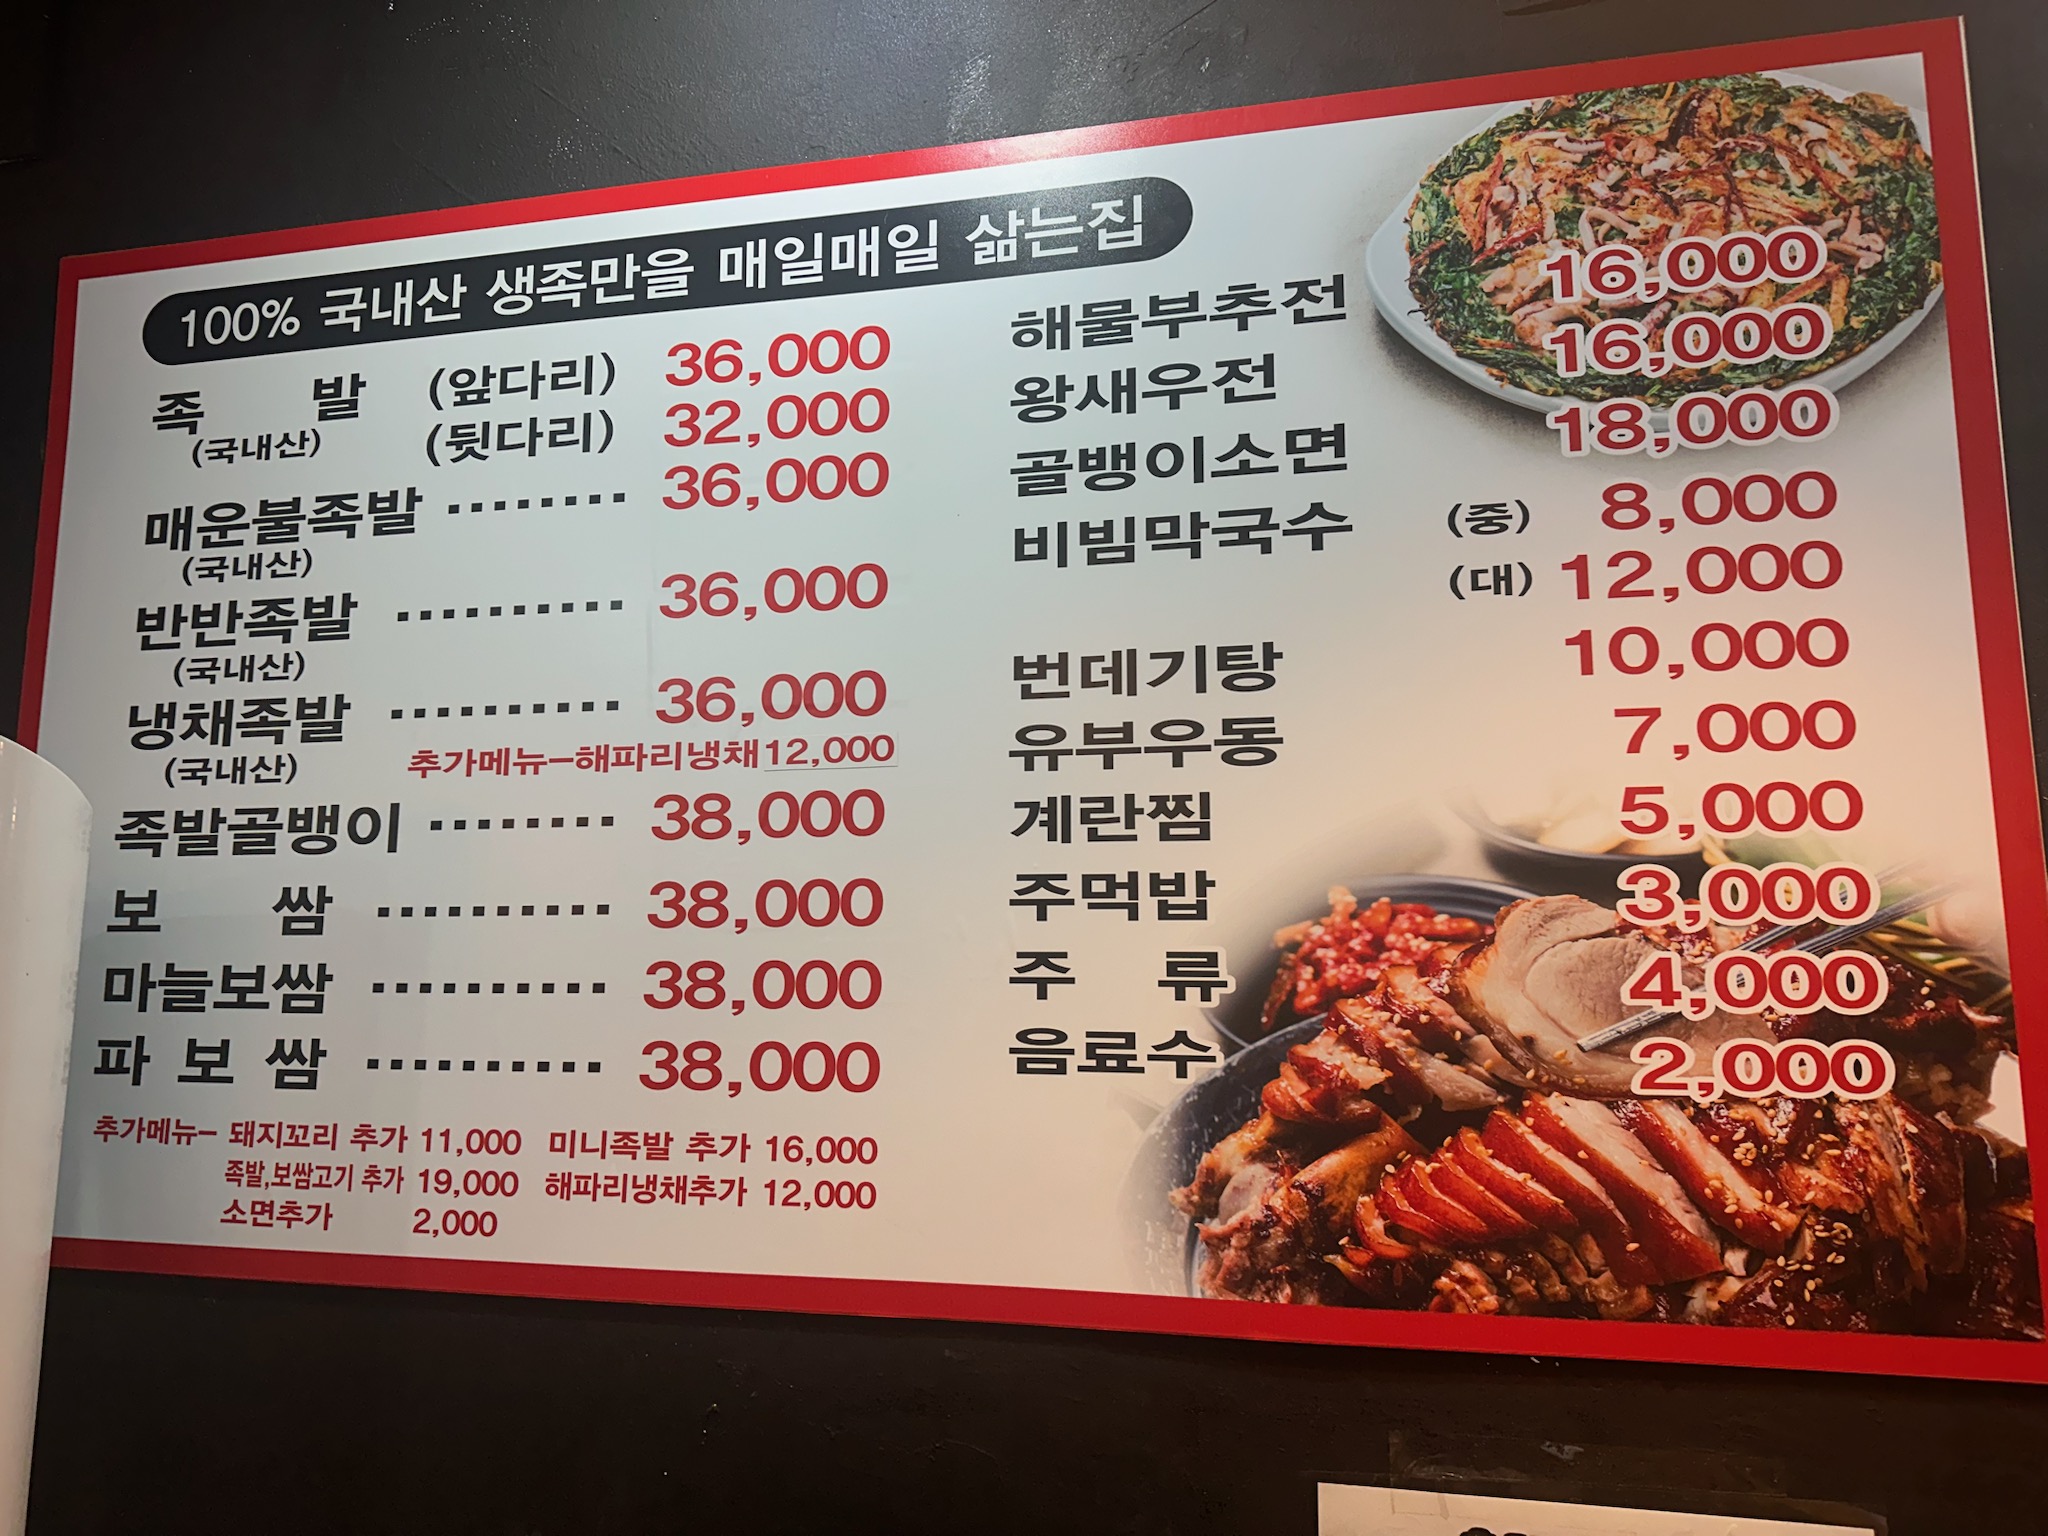 100% 국내산 생족만을 매일매일 삶는집
족 발 (앞다리) 36,000
(국내산) (뒷다리) 32,000
매운불족발 ········ 36,000
(국내산)
반반족발 ·········· 36,000
(국내산)
냉채족발 ·········· 36,000
(국내산) 추가메뉴-해파리냉채 12,000
족발골뱅이 ········ 38,000
보 쌈 ·········· 38,000
마늘보쌈 ·········· 38,000
파 보 쌈 ·········· 38,000
추가메뉴- 돼지꼬리 추가 11,000 미니족발 추가 16,000
족발,보쌈고기 추가 19,000 해파리냉채추가 12,000
소면추가 2,000
해물부추전 16,000
왕새우전 16,000
골뱅이소면 18,000
비빔막국수 (중) 8,000
(대) 12,000
번데기탕 10,000
유부우동 7,000
계란찜 5,000
주먹밥 3,000
주 류 4,000
음료수 2,000